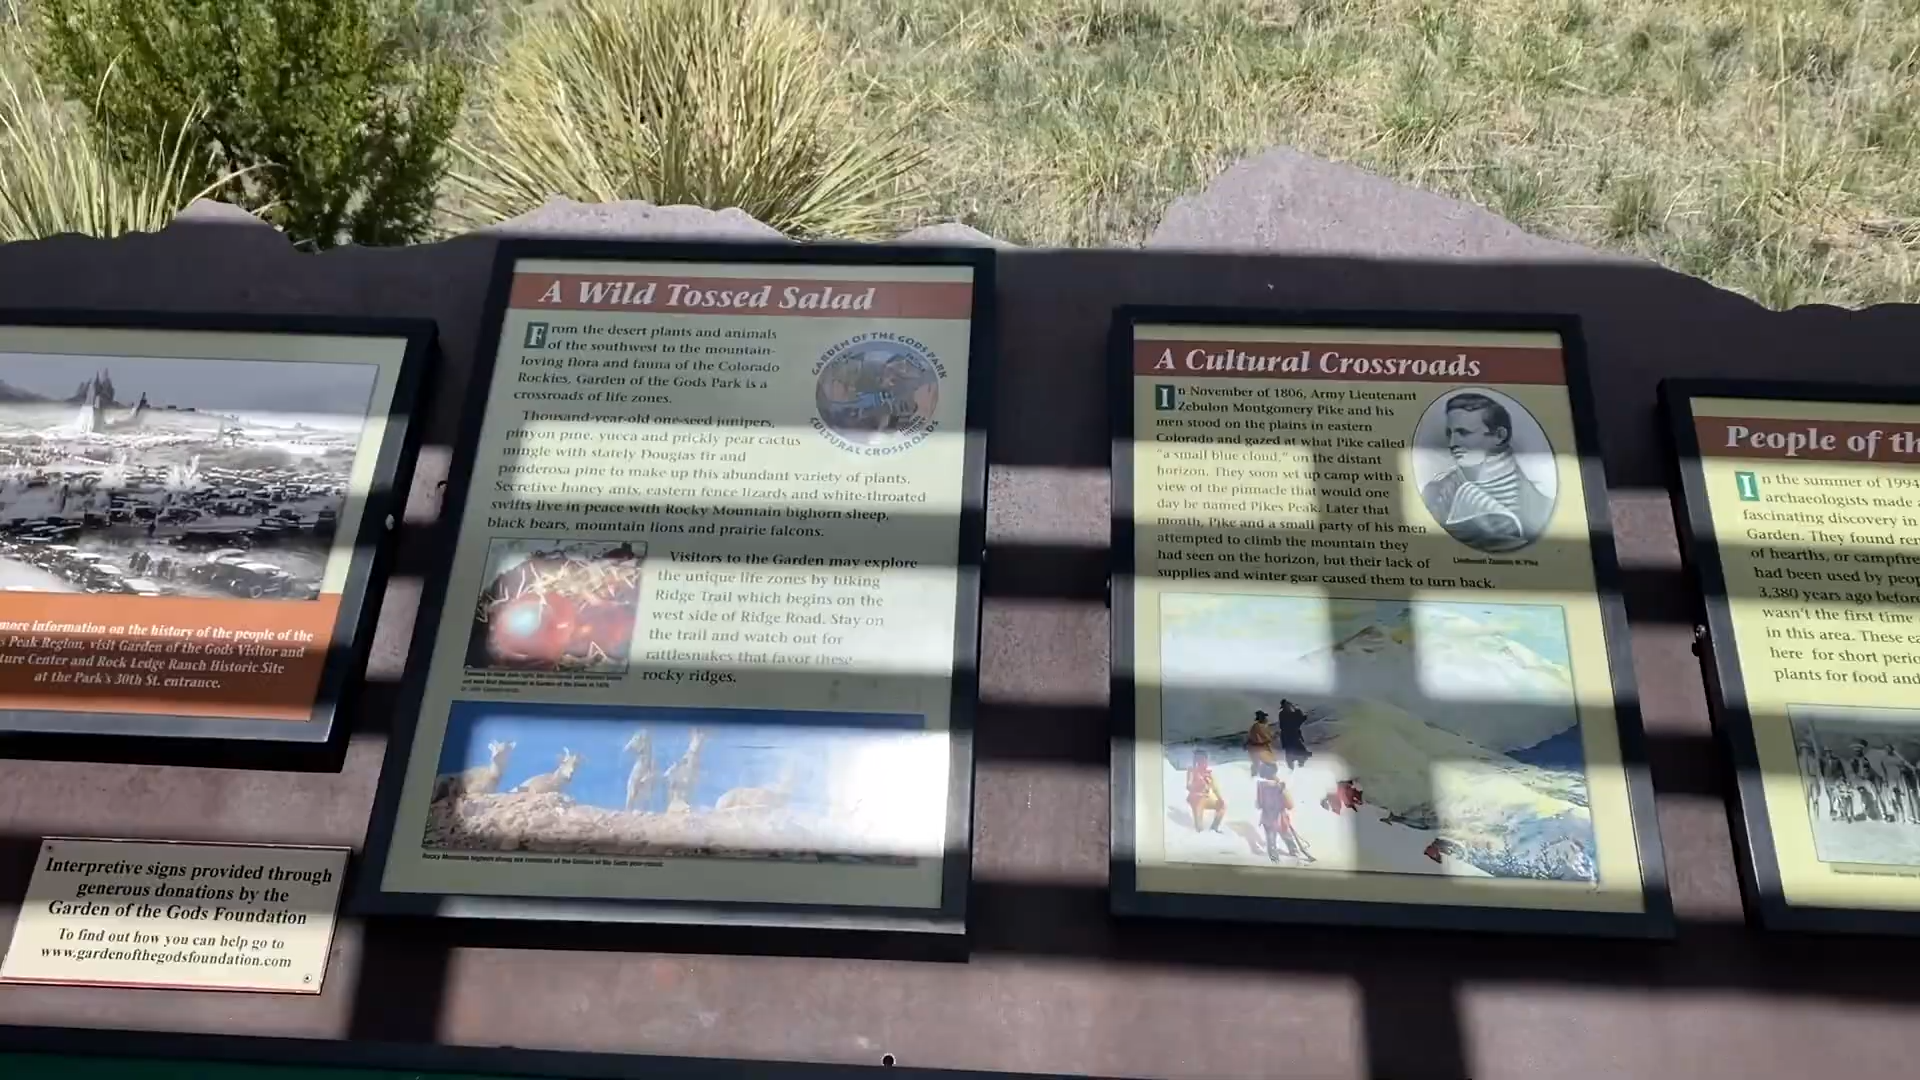 more information on the history of the people of the
s Peak Region, visit Garden of the Gods Visitor and
ture Center and Rock Ledge Ranch Historic Site
at the Park's 30th St. entrance.
Interpretive signs provided through
generous donations by the
Garden of the Gods Foundation
To find out how you can help go to
www.gardenofthegodsfoundation.com
A Wild Tossed Salad
From the desert plants and animals
of the southwest to the mountain-
loving flora and fauna of the Colorado
Rockies, Garden of the Gods Park is a
crossroads of life zones.
GARDEN OF THE GODS PARK
CULTURAL CROSSROADS
Thousand-year-old one-seed junipers,
pinyon pine, yucca and prickly pear cactus
mingle with stately Douglas fir and
ponderosa pine to make up this abundant variety of plants.
Secretive honey ants, eastern fence lizards and white-throated
swifts live in peace with Rocky Mountain bighorn sheep,
black bears, mountain lions and prairie falcons.
Visitors to the Garden may explore
the unique life zones by hiking
Ridge Trail which begins on the
west side of Ridge Road. Stay on
the trail and watch out for
rattlesnakes that favor these
rocky ridges.
A Cultural Crossroads
In November of 1806, Army Lieutenant
Zebulon Montgomery Pike and his
men stood on the plains in eastern
Colorado and gazed at what Pike called
"a small blue cloud," on the distant
horizon. They soon set up camp with a
view of the pinnacle that would one
day be named Pikes Peak. Later that
month, Pike and a small party of his men
attempted to climb the mountain they
had seen on the horizon, but their lack of
supplies and winter gear caused them to turn back.
Lieutenant Zebulon M. Pike
People of th
In the summer of 1994
archaeologists made a
fascinating discovery in
Garden. They found rem
of hearths, or campfire
had been used by peop
3,380 years ago before
wasn't the first time
in this area. These ea
here for short perio
plants for food and